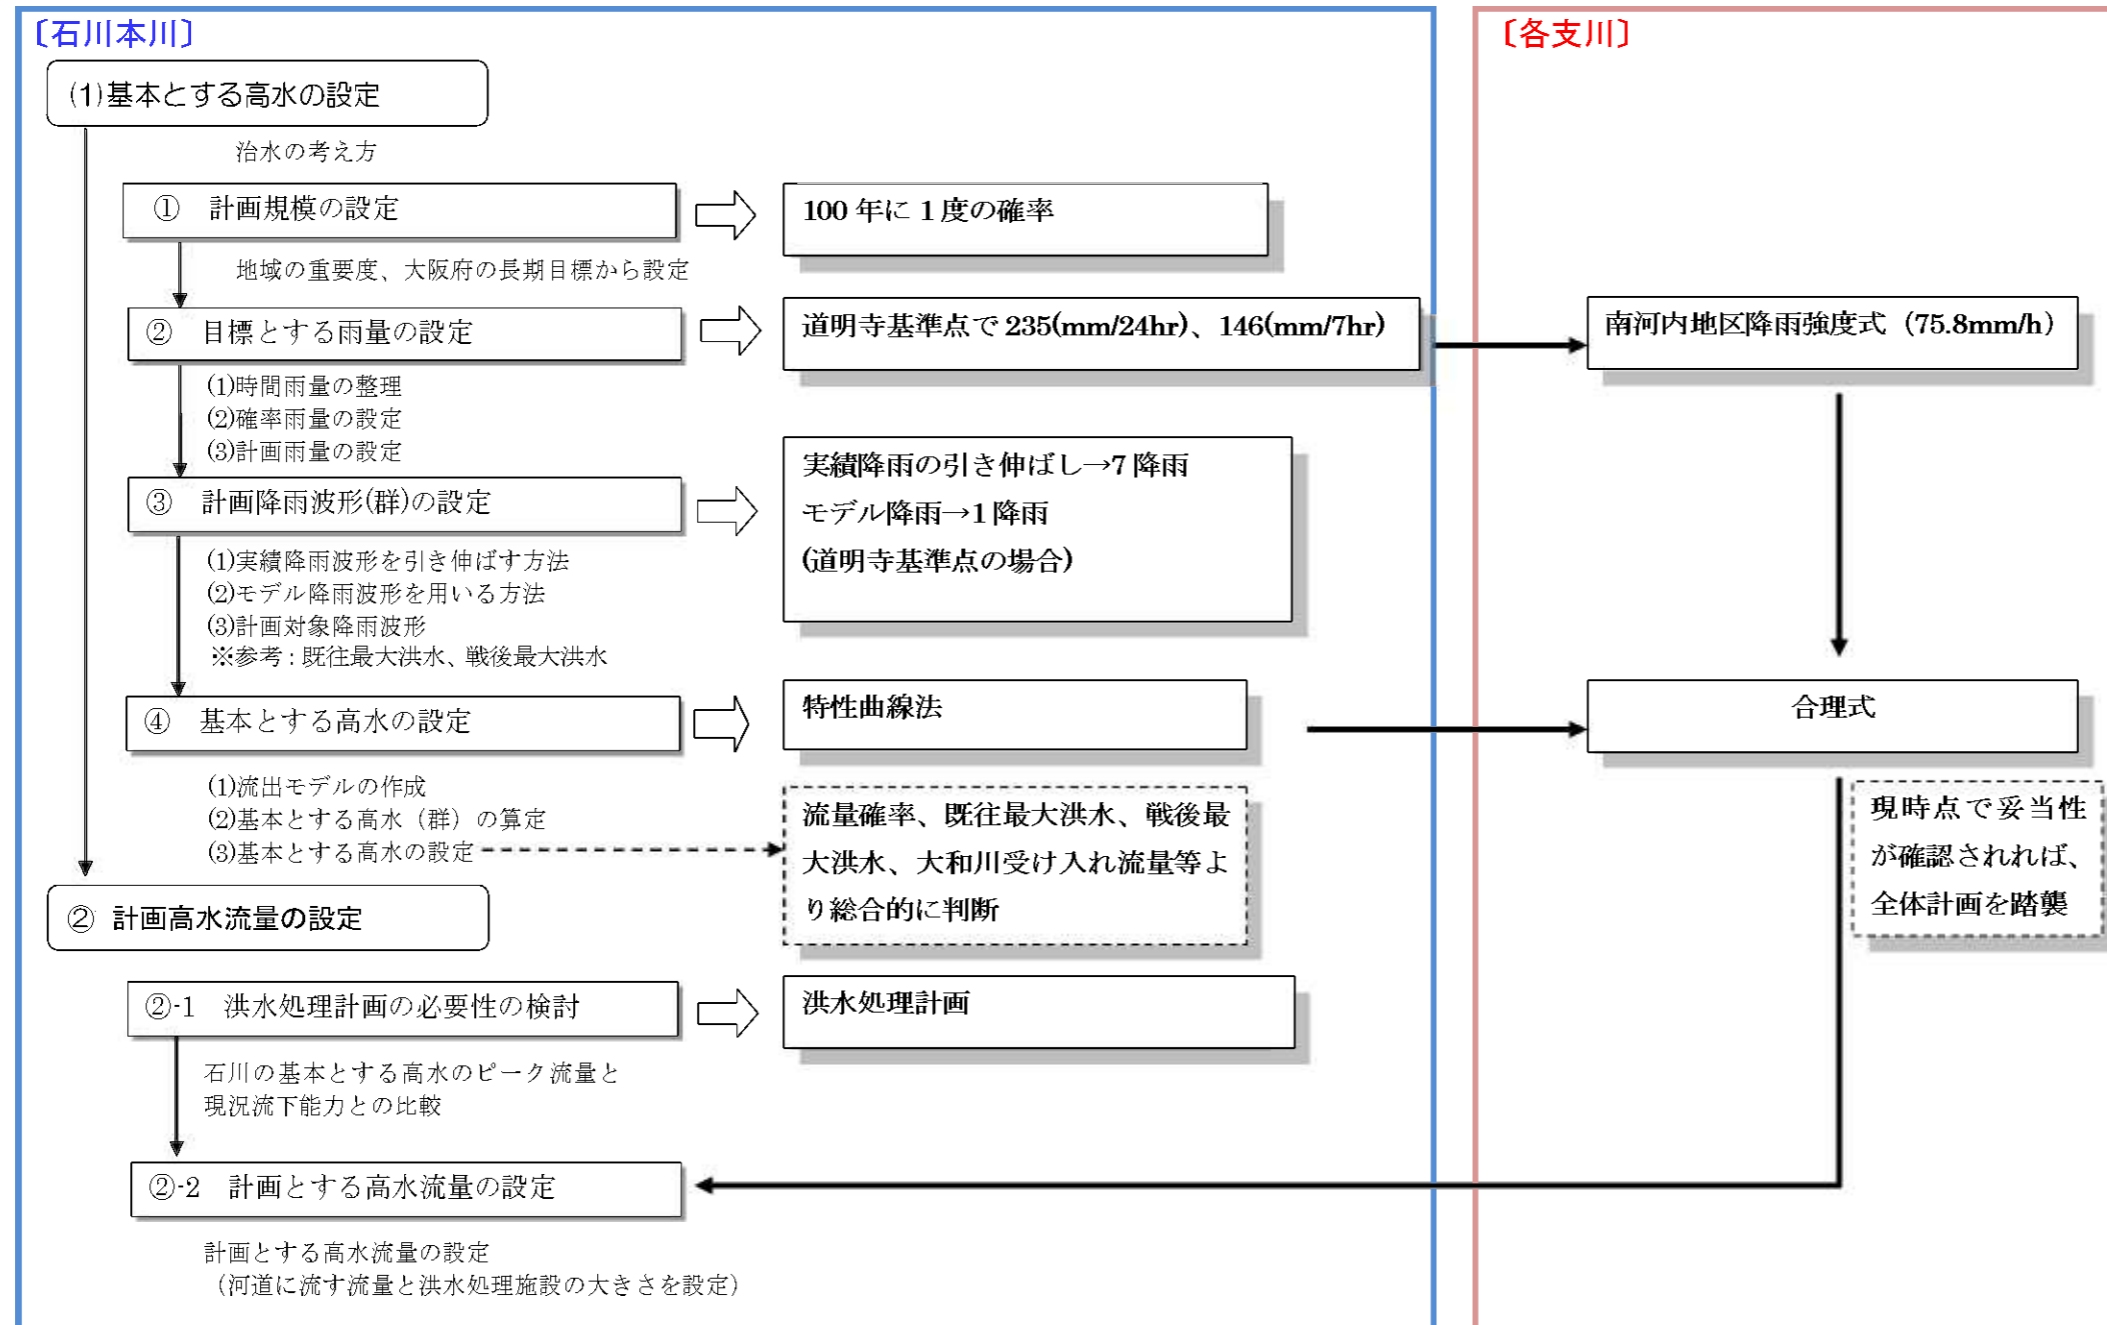 〔石川本川〕
(1)基本とする高水の設定
治水の考え方
① 計画規模の設定
100 年に 1 度の確率
地域の重要度、大阪府の長期目標から設定
② 目標とする雨量の設定
道明寺基準点で 235(mm/24hr)、146(mm/7hr)
(1)時間雨量の整理
(2)確率雨量の設定
(3)計画雨量の設定
③ 計画降雨波形(群)の設定
実績降雨の引き伸ばし→7 降雨
モデル降雨→1 降雨
(道明寺基準点の場合)
(1)実績降雨波形を引き伸ばす方法
(2)モデル降雨波形を用いる方法
(3)計画対象降雨波形
※参考：既往最大洪水、戦後最大洪水
④ 基本とする高水の設定
特性曲線法
(1)流出モデルの作成
(2)基本とする高水（群）の算定
(3)基本とする高水の設定
流量確率、既往最大洪水、戦後最
大洪水、大和川受け入れ流量等よ
り総合的に判断
② 計画高水流量の設定
②-1 洪水処理計画の必要性の検討
洪水処理計画
石川の基本とする高水のピーク流量と
現況流下能力との比較
②-2 計画とする高水流量の設定
計画とする高水流量の設定
（河道に流す流量と洪水処理施設の大きさを設定）
〔各支川〕
南河内地区降雨強度式（75.8mm/h）
合理式
現時点で妥当性
が確認されれば、
全体計画を踏襲